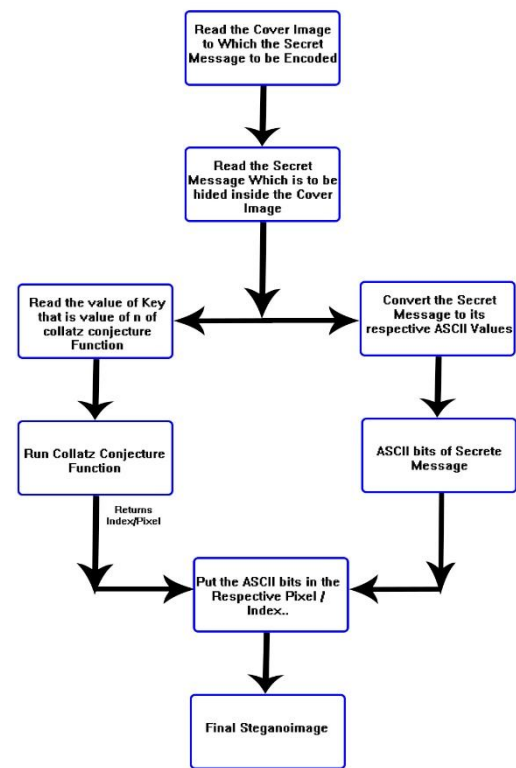 Read the Cover Image
to Which the Secret
Message to be Encoded
Read the Secret
Message Which is to be
hided inside the Cover
Image
Read the value of Key
that is value of n of
collatz conjecture
Function
Convert the Secret
Message to its
respective ASCII Values
Run Collatz Conjecture
Function
ASCII bits of Secrete
Message
Returns
Index/Pixel
Put the ASCII bits in the
Respective Pixel /
Index..
Final Steganoimage